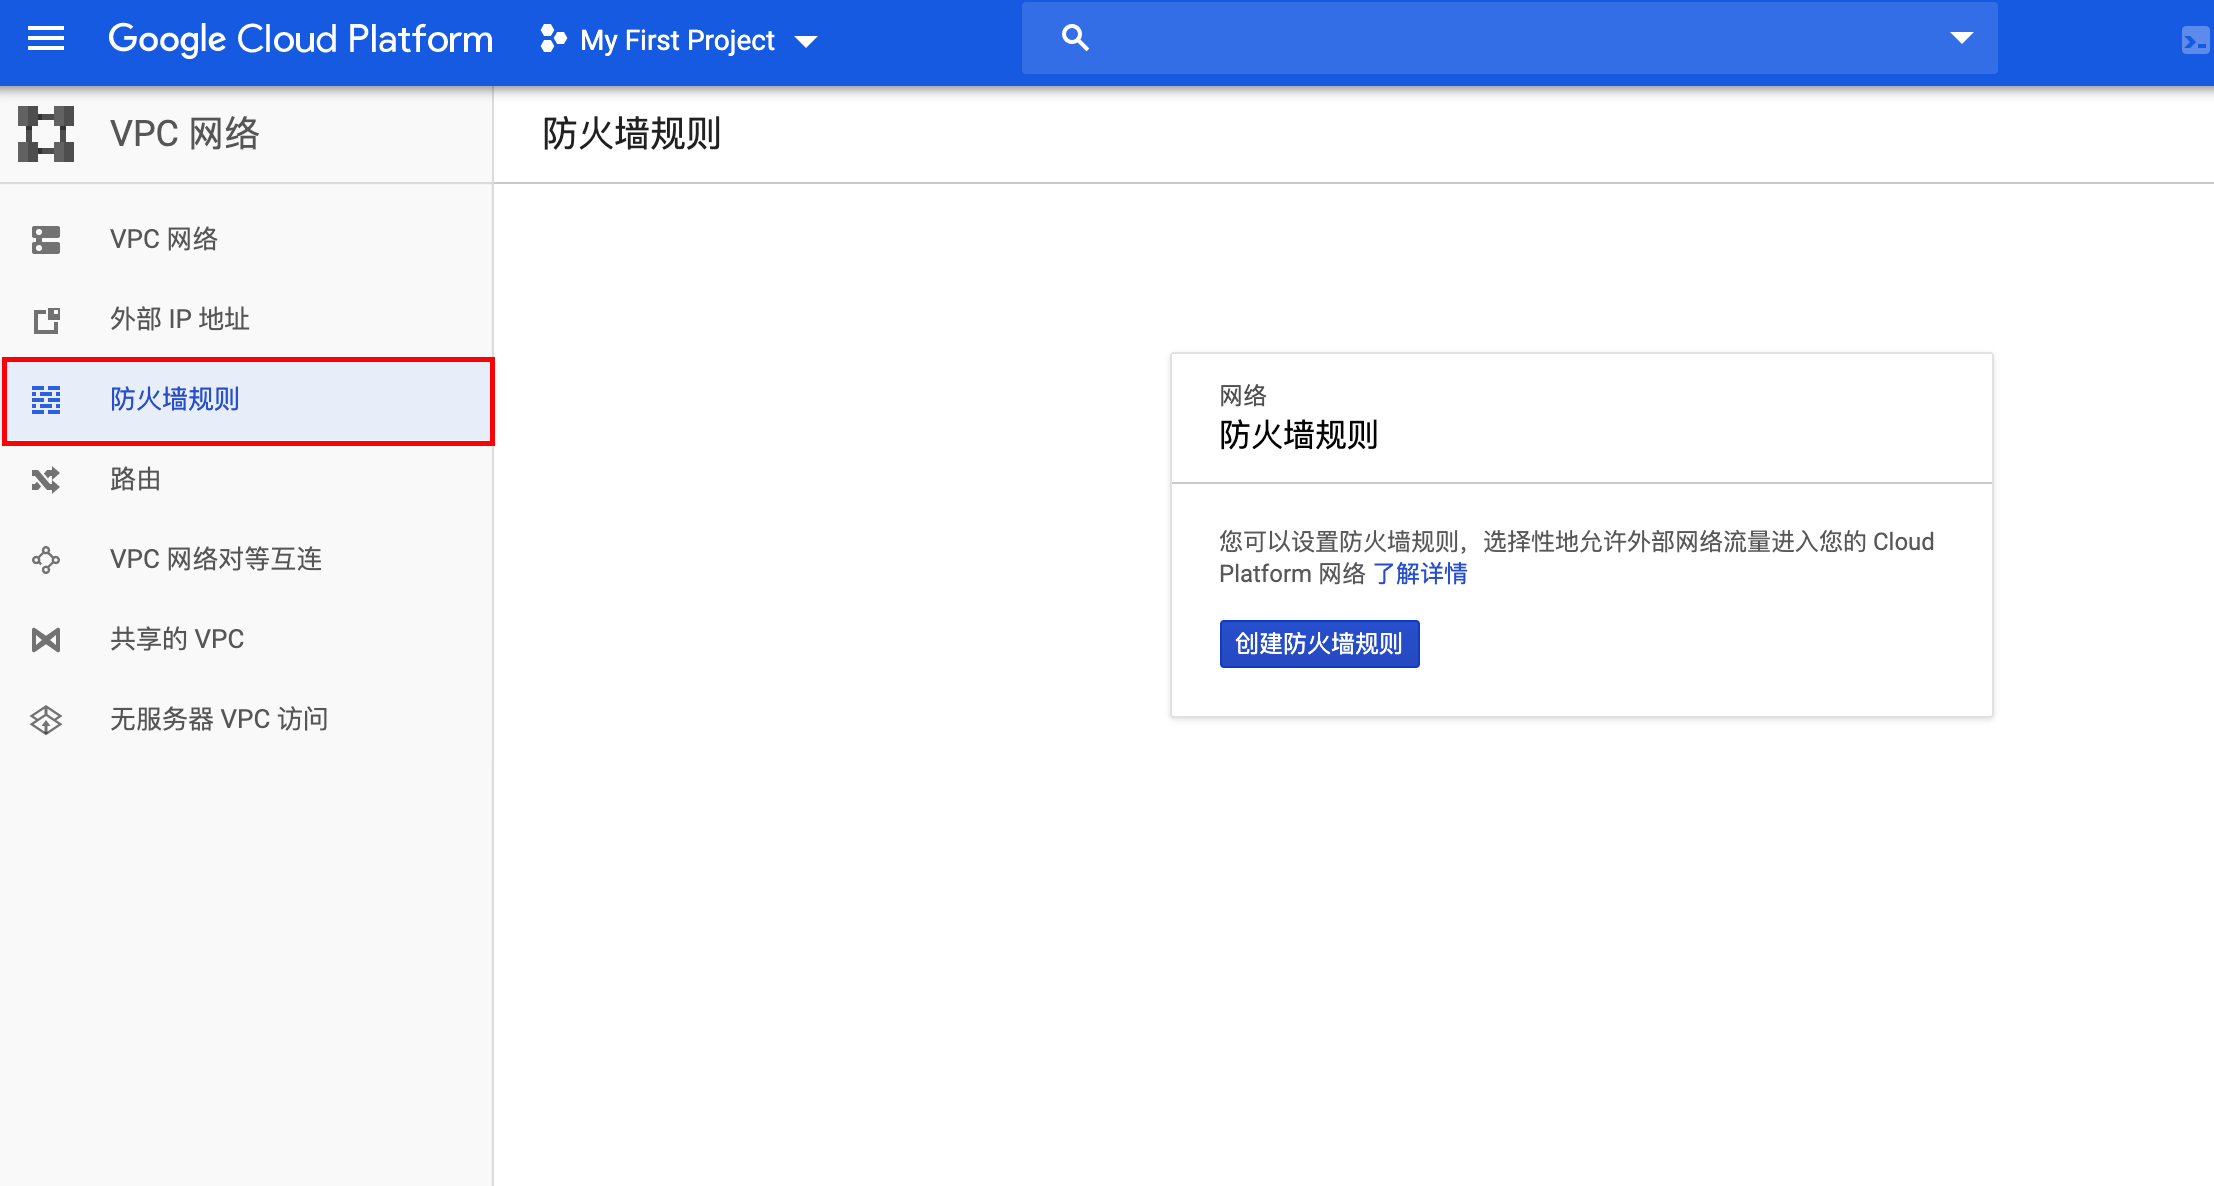 Google Cloud Platform
My First Project
VPC 网络
防火墙规则
VPC 网络
外部 IP 地址
防火墙规则
路由
VPC 网络对等互连
共享的 VPC
无服务器 VPC 访问
网络
防火墙规则
您可以设置防火墙规则，选择性地允许外部网络流量进入您的 Cloud
Platform 网络 了解详情
创建防火墙规则